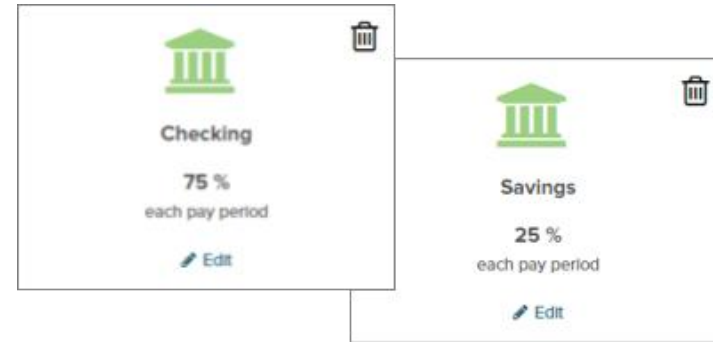 Checking
75 %
each pay period
Edit
Savings
25 %
each pay period
Edit